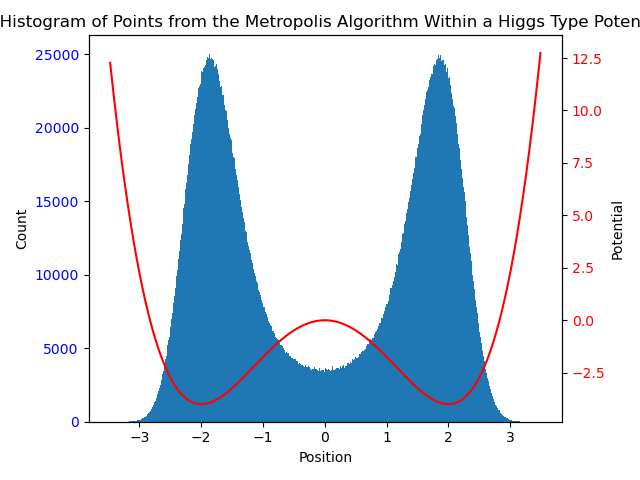 Histogram of Points from the Metropolis Algorithm Within a Higgs Type Poten
25000
20000
15000
10000
5000
0
Count
12.5
10.0
7.5
5.0
2.5
0.0
−2.5
Potential
−3 −2 −1 0 1 2 3
Position